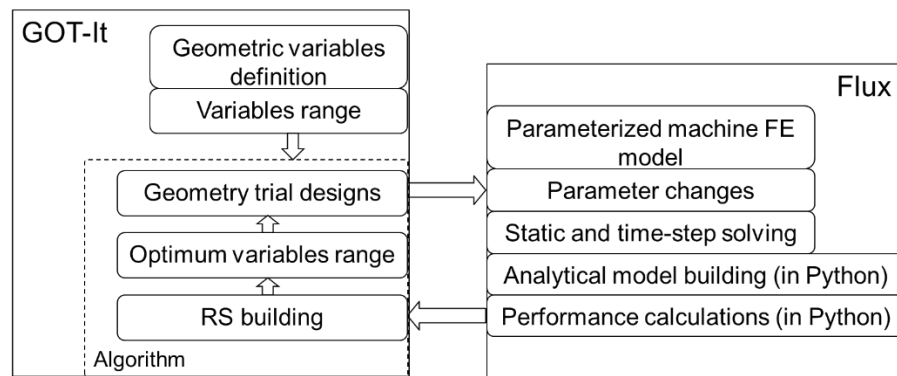 GOT-It
Geometric variables
definition
Variables range
Geometry trial designs
Optimum variables range
RS building
Algorithm
Flux
Parameterized machine FE
model
Parameter changes
Static and time-step solving
Analytical model building (in Python)
Performance calculations (in Python)